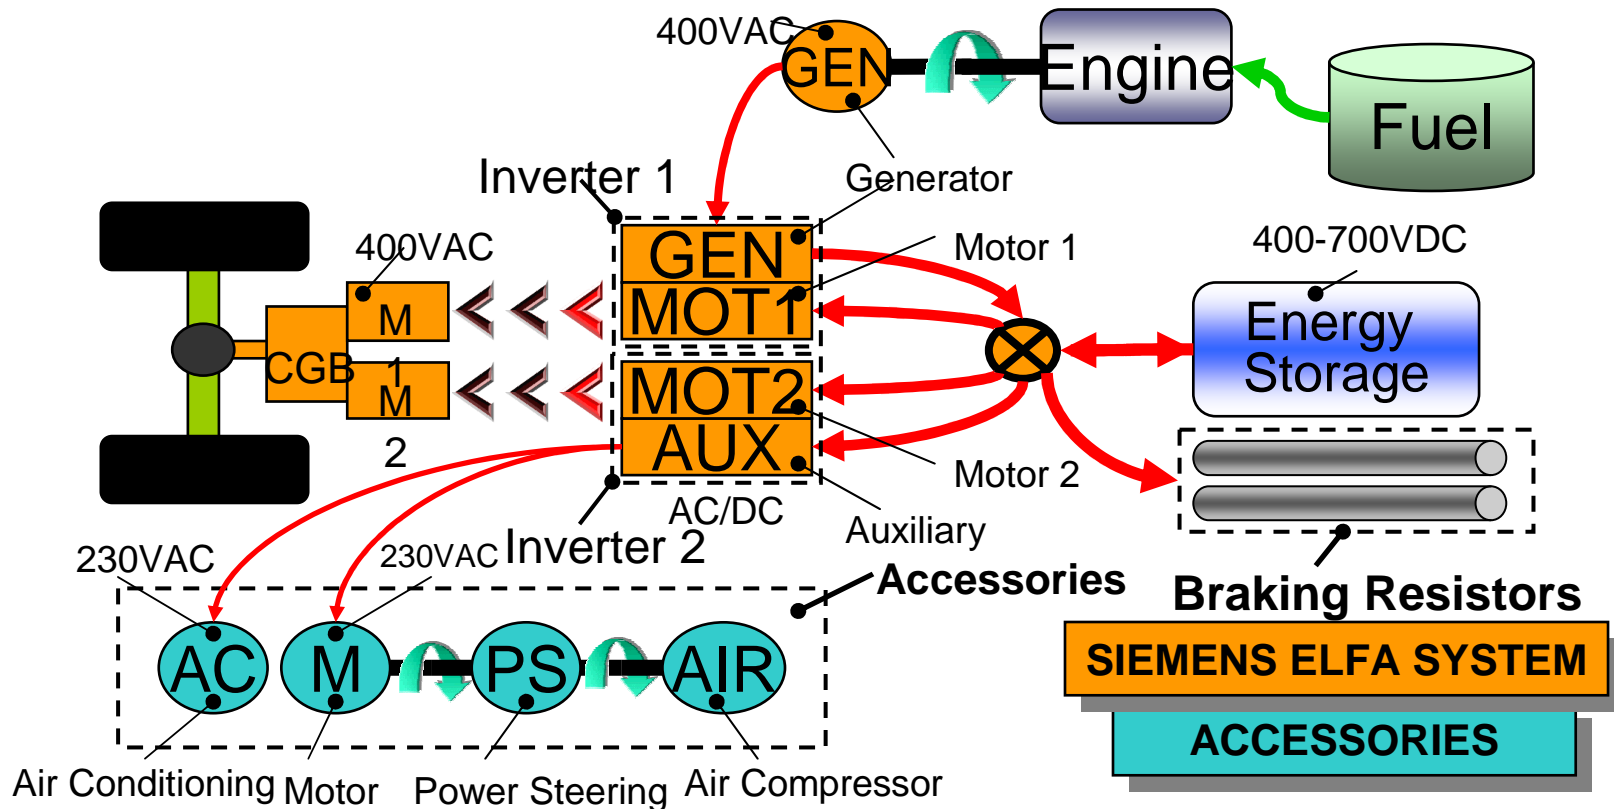 400VAC
GEN
Engine
Fuel
Generator
Inverter 1
400VAC
GEN
Motor 1
400-700VDC
MOT1
M
1
CGB
M
2
Energy
Storage
MOT2
AUX
Motor 2
AC/DC
Auxiliary
Inverter 2
230VAC
230VAC
Accessories
Braking Resistors
AC
M
PS
AIR
SIEMENS ELFA SYSTEM
ACCESSORIES
Air Conditioning
Motor
Power Steering
Air Compressor